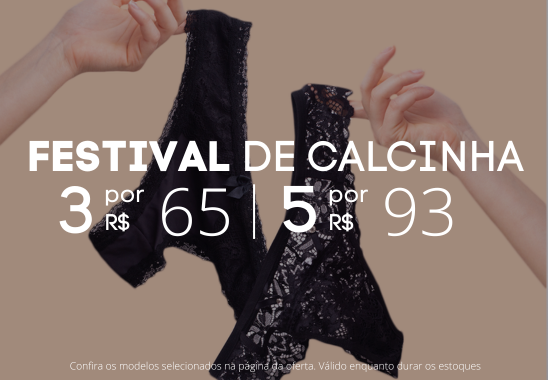 FESTIVAL DE CALCINHA
3 por R$ 65 | 5 por R$ 93
Confira os modelos selecionados na página da oferta. Válido enquanto durar os estoques